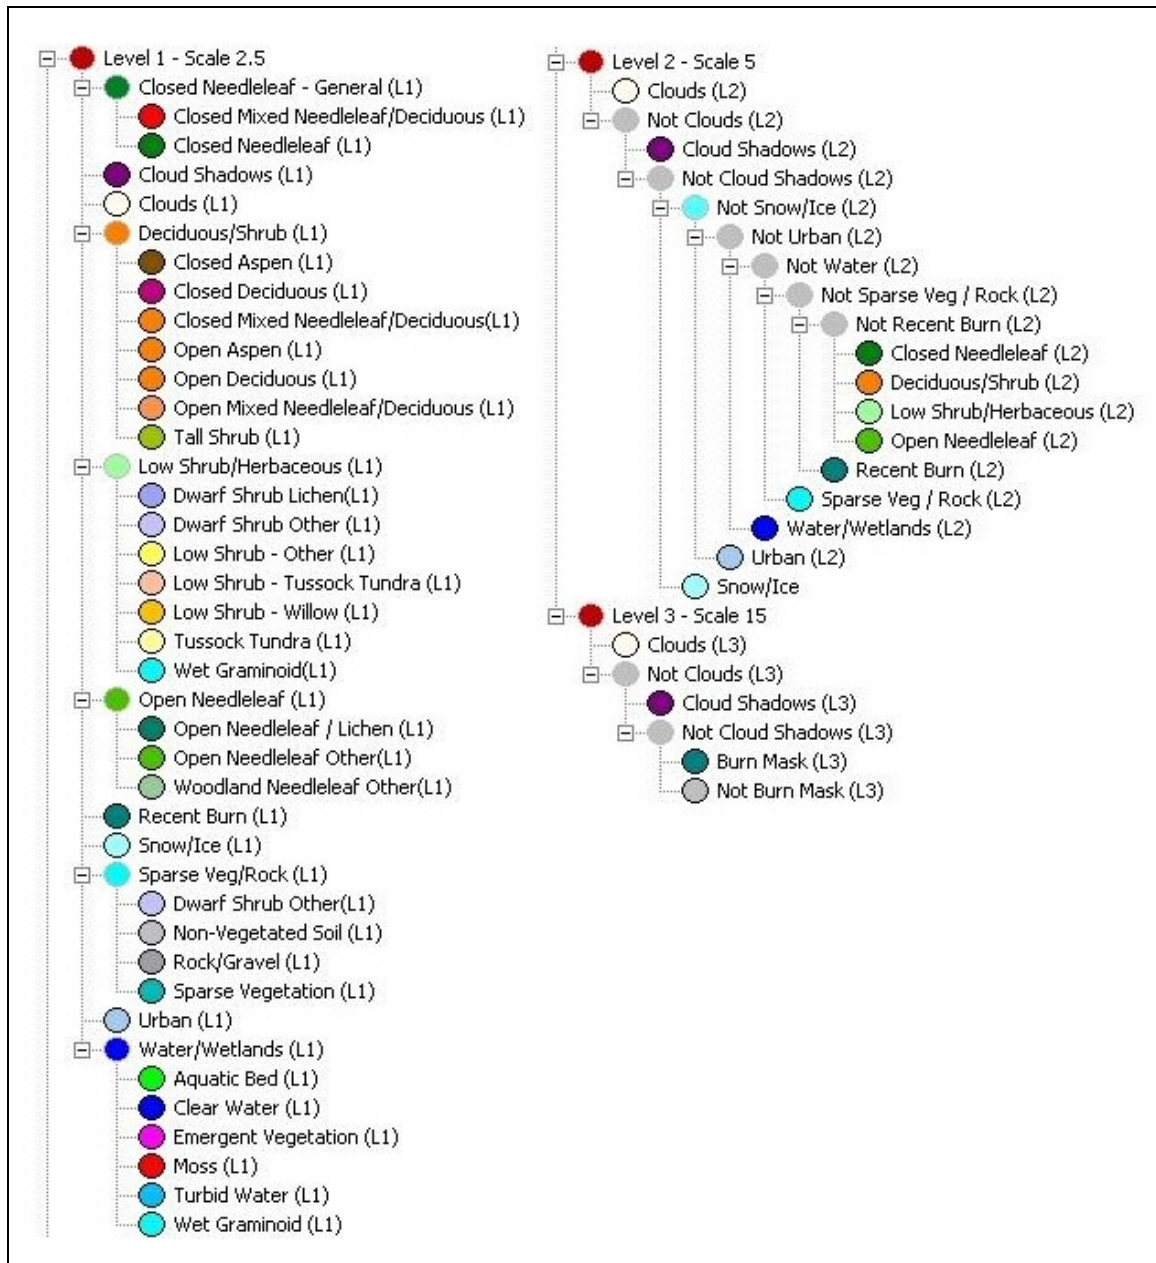 Level 1 - Scale 2.5
Closed Needleleaf - General (L1)
Closed Mixed Needleleaf/Deciduous (L1)
Closed Needleleaf (L1)
Cloud Shadows (L1)
Clouds (L1)
Deciduous/Shrub (L1)
Closed Aspen (L1)
Closed Deciduous (L1)
Closed Mixed Needleleaf/Deciduous(L1)
Open Aspen (L1)
Open Deciduous (L1)
Open Mixed Needleleaf/Deciduous (L1)
Tall Shrub (L1)
Low Shrub/Herbaceous (L1)
Dwarf Shrub Lichen(L1)
Dwarf Shrub Other (L1)
Low Shrub - Other (L1)
Low Shrub - Tussock Tundra (L1)
Low Shrub - Willow (L1)
Tussock Tundra (L1)
Wet Graminoid(L1)
Open Needleleaf (L1)
Open Needleleaf / Lichen (L1)
Open Needleleaf Other(L1)
Woodland Needleleaf Other(L1)
Recent Burn (L1)
Snow/Ice (L1)
Sparse Veg/Rock (L1)
Dwarf Shrub Other(L1)
Non-Vegetated Soil (L1)
Rock/Gravel (L1)
Sparse Vegetation (L1)
Urban (L1)
Water/Wetlands (L1)
Aquatic Bed (L1)
Clear Water (L1)
Emergent Vegetation (L1)
Moss (L1)
Turbid Water (L1)
Wet Graminoid (L1)
Level 2 - Scale 5
Clouds (L2)
Not Clouds (L2)
Cloud Shadows (L2)
Not Cloud Shadows (L2)
Not Snow/Ice (L2)
Not Urban (L2)
Not Water (L2)
Not Sparse Veg / Rock (L2)
Not Recent Burn (L2)
Closed Needleleaf (L2)
Deciduous/Shrub (L2)
Low Shrub/Herbaceous (L2)
Open Needleleaf (L2)
Recent Burn (L2)
Sparse Veg / Rock (L2)
Water/Wetlands (L2)
Urban (L2)
Snow/Ice
Level 3 - Scale 15
Clouds (L3)
Not Clouds (L3)
Cloud Shadows (L3)
Not Cloud Shadows (L3)
Burn Mask (L3)
Not Burn Mask (L3)